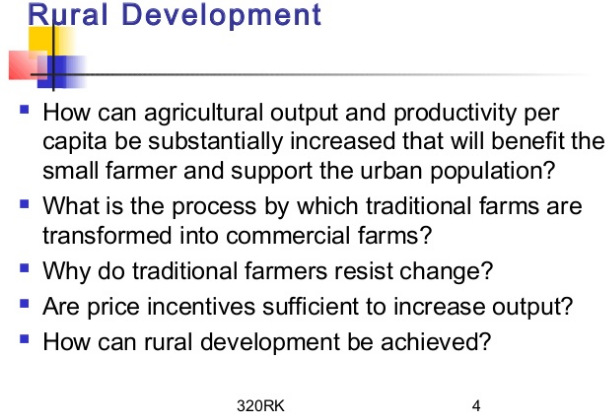 Rural Development
How can agricultural output and productivity per
capita be substantially increased that will benefit the
small farmer and support the urban population?
What is the process by which traditional farms are
transformed into commercial farms?
Why do traditional farmers resist change?
Are price incentives sufficient to increase output?
How can rural development be achieved?
320RK 4